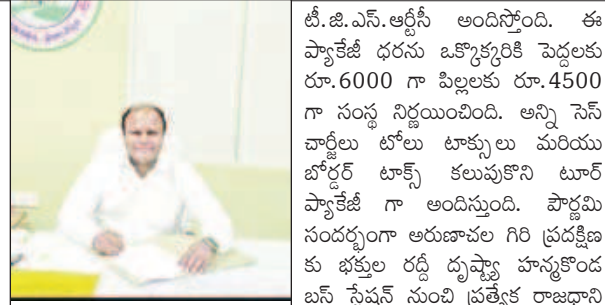 టీ.జి.ఎస్.ఆర్టీసీ అందిస్తోంది. ఈ
ప్యాకేజీ ధరను ఒక్కొక్కరికి పెద్దలకు
రూ.6000 గా పిల్లలకు రూ.4500
గా సంస్థ నిర్ణయించింది. అన్ని సెస్
చార్జీలు టోలు టాక్సులు మరియు
బోర్డర్ టాక్స్ కలుపుకొని టూర్
ప్యాకేజీ గా అందిస్తుంది. పౌర్ణమి
సందర్భంగా అరుణాచల గిరి ప్రదక్షిణ
కు భక్తుల రద్దీ దృష్ట్యా హన్మకొండ
బస్ స్టేషన్ నుంచి ప్రత్యేక రాజధాని